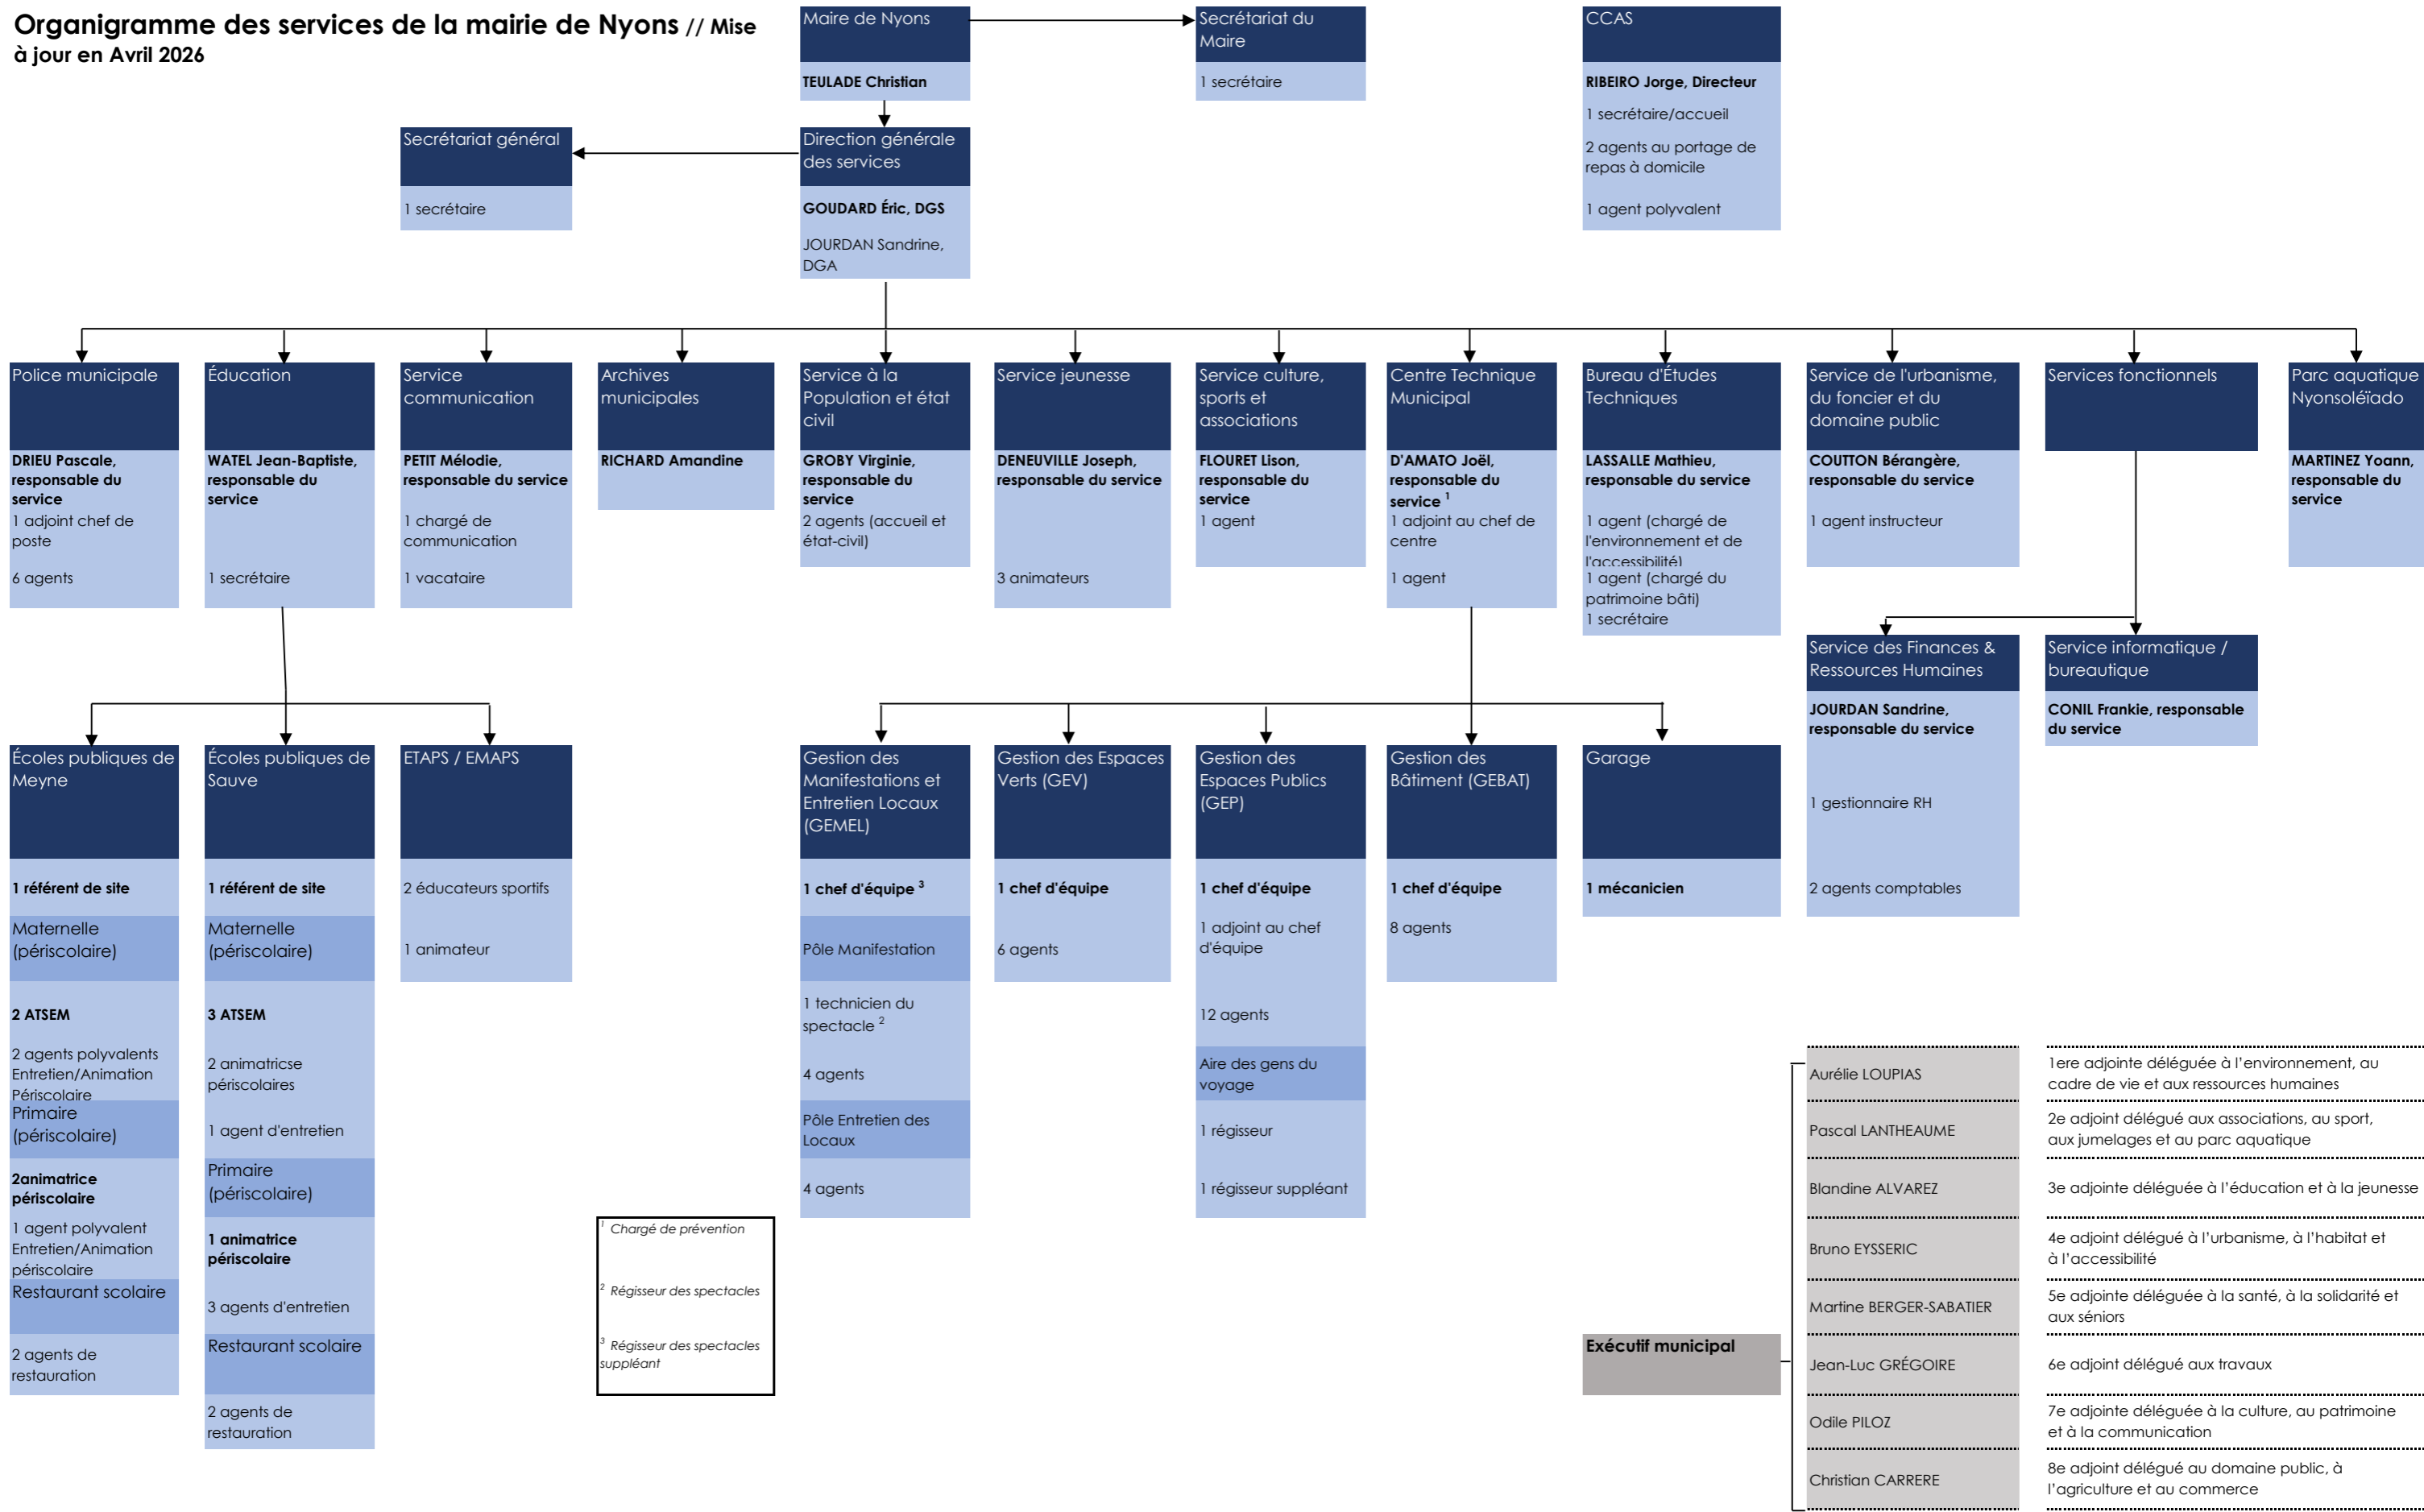 Organigramme des services de la mairie de Nyons // Mise
à jour en Avril 2026
Maire de Nyons
TEULADE Christian
Secrétariat du
Maire
1 secrétaire
CCAS
RIBEIRO Jorge, Directeur
1 secrétaire/accueil
2 agents au portage de
repas à domicile
1 agent polyvalent
Secrétariat général
1 secrétaire
Direction générale
des services
GOUDARD Éric, DGS
JOURDAN Sandrine,
DGA
Police municipale
DRIEU Pascale,
responsable du
service
1 adjoint chef de
poste
6 agents
Éducation
WATEL Jean-Baptiste,
responsable du
service
1 secrétaire
Service
communication
PETIT Mélodie,
responsable du service
1 chargé de
communication
1 vacataire
Archives
municipales
RICHARD Amandine
Service à la
Population et état
civil
GROBY Virginie,
responsable du
service
2 agents (accueil et
état-civil)
Service jeunesse
DENEUVILLE Joseph,
responsable du service
3 animateurs
Service culture,
sports et
associations
FLOURET Lison,
responsable du
service
1 agent
Centre Technique
Municipal
D'AMATO Joël,
responsable du
service 1
1 adjoint au chef de
centre
1 agent
Bureau d'Études
Techniques
LASSALLE Mathieu,
responsable du service
1 agent (chargé de
l'environnement et de
l'accessibilité)
1 agent (chargé du
patrimoine bâti)
1 secrétaire
Service de l'urbanisme,
du foncier et du
domaine public
COUTTON Bérangère,
responsable du service
1 agent instructeur
Services fonctionnels
Parc aquatique
Nyonsoléïado
MARTINEZ Yoann,
responsable du
service
Service des Finances &
Ressources Humaines
JOURDAN Sandrine,
responsable du service
1 gestionnaire RH
2 agents comptables
Service informatique /
bureautique
CONIL Frankie, responsable
du service
Écoles publiques de
Meyne
1 référent de site
Maternelle
(périscolaire)
2 ATSEM
2 agents polyvalents
Entretien/Animation
Périscolaire
Primaire
(périscolaire)
2animatrice
périscolaire
1 agent polyvalent
Entretien/Animation
périscolaire
Restaurant scolaire
2 agents de
restauration
Écoles publiques de
Sauve
1 référent de site
Maternelle
(périscolaire)
3 ATSEM
2 animatricse
périscolaires
1 agent d'entretien
Primaire
(périscolaire)
1 animatrice
périscolaire
3 agents d'entretien
Restaurant scolaire
2 agents de
restauration
ETAPS / EMAPS
2 éducateurs sportifs
1 animateur
Gestion des
Manifestations et
Entretien Locaux
(GEMEL)
1 chef d'équipe 3
Pôle Manifestation
1 technicien du
spectacle 2
4 agents
Pôle Entretien des
Locaux
4 agents
Gestion des Espaces
Verts (GEV)
1 chef d'équipe
6 agents
Gestion des
Espaces Publics
(GEP)
1 chef d'équipe
1 adjoint au chef
d'équipe
12 agents
Aire des gens du
voyage
1 régisseur
1 régisseur suppléant
Gestion des
Bâtiment (GEBAT)
1 chef d'équipe
8 agents
Garage
1 mécanicien
1 Chargé de prévention
2 Régisseur des spectacles
3 Régisseur des spectacles
suppléant
Exécutif municipal
Aurélie LOUPIAS
1ere adjointe déléguée à l'environnement, au
cadre de vie et aux ressources humaines
Pascal LANTHEAUME
2e adjoint délégué aux associations, au sport,
aux jumelages et au parc aquatique
Blandine ALVAREZ
3e adjointe déléguée à l'éducation et à la jeunesse
Bruno EYSSERIC
4e adjoint délégué à l'urbanisme, à l'habitat et
à l'accessibilité
Martine BERGER-SABATIER
5e adjointe déléguée à la santé, à la solidarité et
aux séniors
Jean-Luc GRÉGOIRE
6e adjoint délégué aux travaux
Odile PILOZ
7e adjointe déléguée à la culture, au patrimoine
et à la communication
Christian CARRERE
8e adjoint délégué au domaine public, à
l'agriculture et au commerce